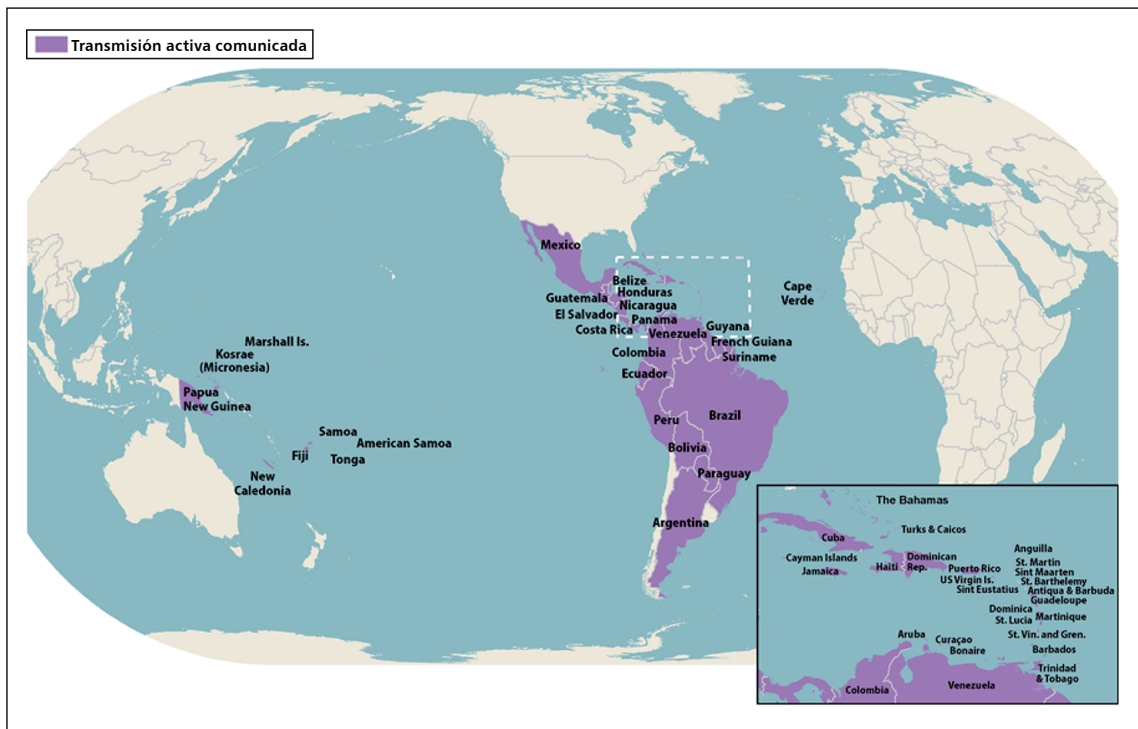 Transmisión activa comunicada
Mexico
Belize
Honduras
Guatemala
Nicaragua
El Salvador
Panama
Costa Rica
Venezuela
Guyana
French Guiana
Suriname
Colombia
Ecuador
Peru
Brazil
Bolivia
Paraguay
Argentina
Cape
Verde
Marshall Is.
Kosrae
(Micronesia)
Papua
New Guinea
Samoa
American Samoa
Fiji
Tonga
New
Caledonia
The Bahamas
Turks & Caicos
Cuba
Cayman Islands
Jamaica
Haiti
Dominican
Rep.
Puerto Rico
US Virgin Is.
Sint Eustatius
Anguilla
St. Martin
Sint Maarten
St. Barthelemy
Antiqua & Barbuda
Guadeloupe
Dominica
Martinique
St. Lucia
St. Vin. and Gren.
Barbados
Aruba
Curaçao
Bonaire
Trinidad
& Tobago
Colombia
Venezuela